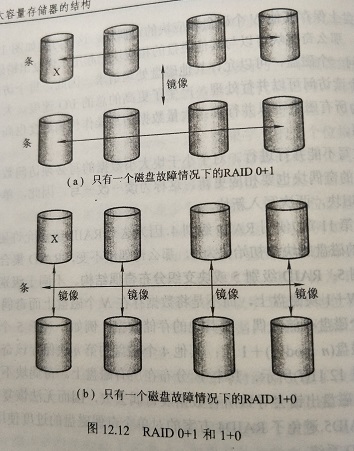 大容量存储器的结构
条
X
镜像
条
(a) 只有一个磁盘故障情况下的RAID 0+1
X
条
镜像 镜像 镜像 镜像
(b) 只有一个磁盘故障情况下的RAID 1+0
图 12.12 RAID 0+1 和 1+0